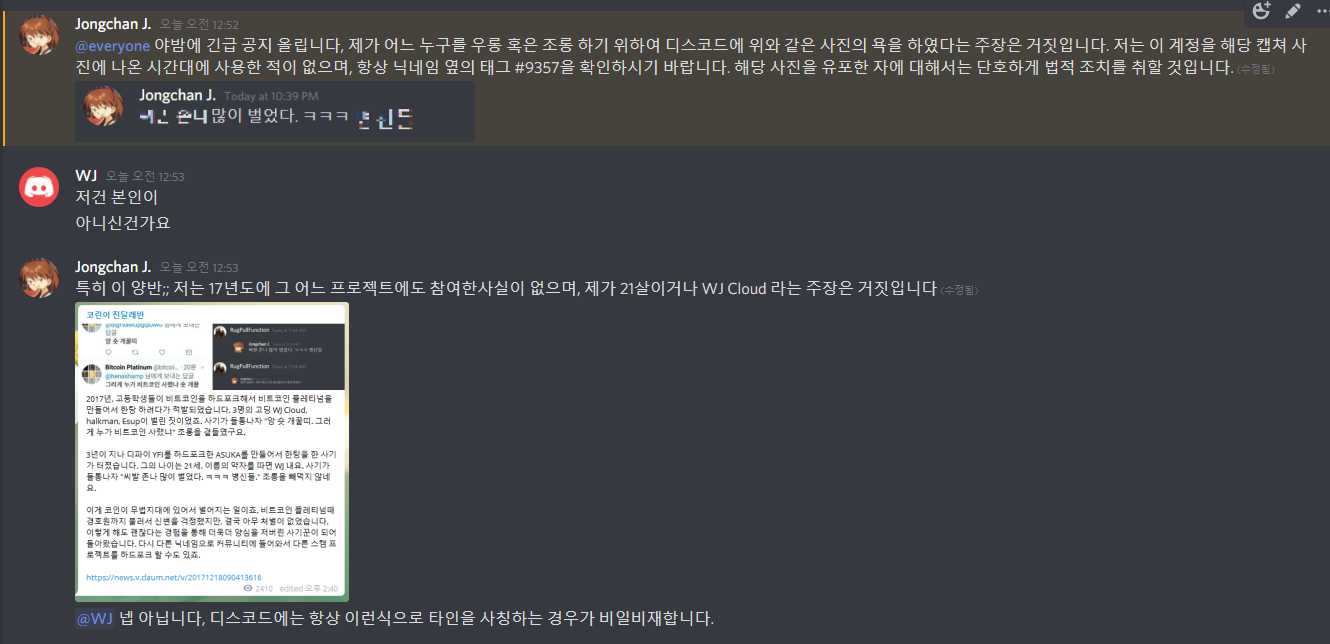 Jongchan J. 오늘 오전 12:52
@everyone 야밤에 긴급 공지 올립니다, 제가 어느 누구를 우롱 혹은 조롱 하기 위하여 디스코드에 위와 같은 사진의 욕을 하였다는 주장은 거짓입니다. 저는 이 계정을 해당 캡쳐 사
진에 나온 시간대에 사용한 적이 없으며, 항상 닉네임 옆의 태그 #9357을 확인하시기 바랍니다. 해당 사진을 유포한 자에 대해서는 단호하게 법적 조치를 취할 것입니다. (수정됨)
Jongchan J. Today at 10:39 PM
많이 벌었다. ㅋㅋㅋ
WJ 오늘 오전 12:53
저건 본인이
아니신건가요
Jongchan J. 오늘 오전 12:53
특히 이 양반;; 저는 17년도에 그 어느 프로젝트에도 참여한사실이 없으며, 제가 21살이거나 WJ Cloud 라는 주장은 거짓입니다 (수정됨)
코린이 진달래반
님에게 보내는
답글
앙 숏 개꿀띠
Bitcoin Platinum @bitcoi... · 20분
@henashamp 님에게 보내는 답글
그러게 누가 비트코인 사랬나 숏 개꿀
RugPullFunction
Jongchan J.
RugPullFunction
2017년, 고등학생들이 비트코인을 하드포크해서 비트코인 플레티넘을
만들어서 한탕 하려다가 적발되었습니다. 3명의 고딩 WJ Cloud,
halkman, Esup이 벌린 짓이었죠. 사기가 들통나자 "앙 숏 개꿀띠. 그러
게 누가 비트코인 사랬냐" 조롱을 곁들였구요.
3년이 지나 디파이 YFI를 하드포크한 ASUKA를 만들어서 한탕을 한 사기
가 터졌습니다. 그의 나이는 21세. 이름의 약자를 따면 WJ 내요. 사기가
들통나자 "씨발 존나 많이 벌었다. ㅋㅋㅋ 병신들." 조롱을 빼먹지 않네
요.
이게 코인이 무법지대에 있어서 벌어지는 일이죠. 비트코인 플레티넘때
경호원까지 불러서 신변을 걱정했지만, 결국 아무 처벌이 없었습니다.
이렇게 해도 괜찮다는 경험을 통해 더욱더 양심을 저버린 사기꾼이 되어
돌아왔습니다. 다시 다른 닉네임으로 커뮤니티에 들어와서 다른 스캠 프
로젝트를 하드포크 할 수도 있죠.
https://news.v.daum.net/v/20171218090413616
2410 edited 오후 2:40
@WJ 넵 아닙니다, 디스코드에는 항상 이런식으로 타인을 사칭하는 경우가 비일비재합니다.